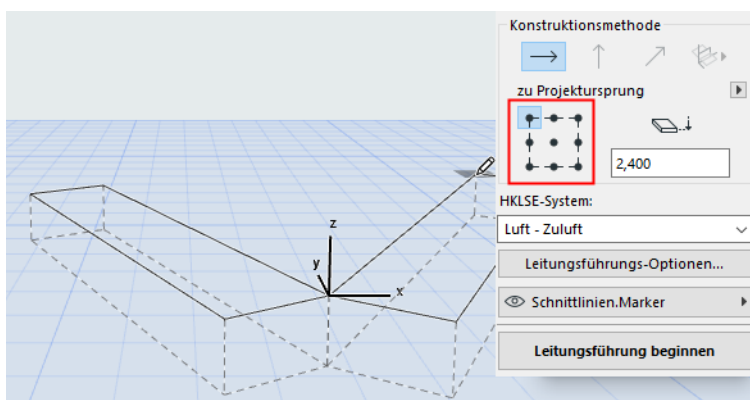 Konstruktionsmethode
zu Projektursprung
2,400
HKLSE-System:
Luft - Zuluft
Leitungsführungs-Optionen...
Schnittlinien.Marker
Leitungsführung beginnen
z
y
x